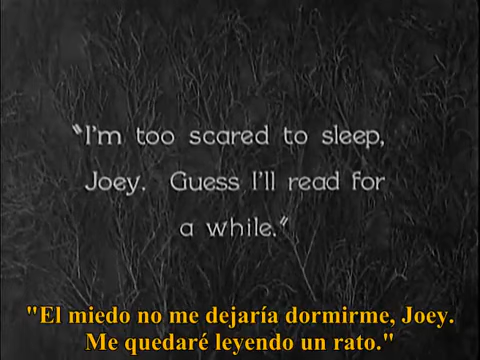 "I'm too scared to sleep,
Joey. Guess I'll read for
a while."
"El miedo no me dejaría dormirme, Joey.
Me quedaré leyendo un rato."